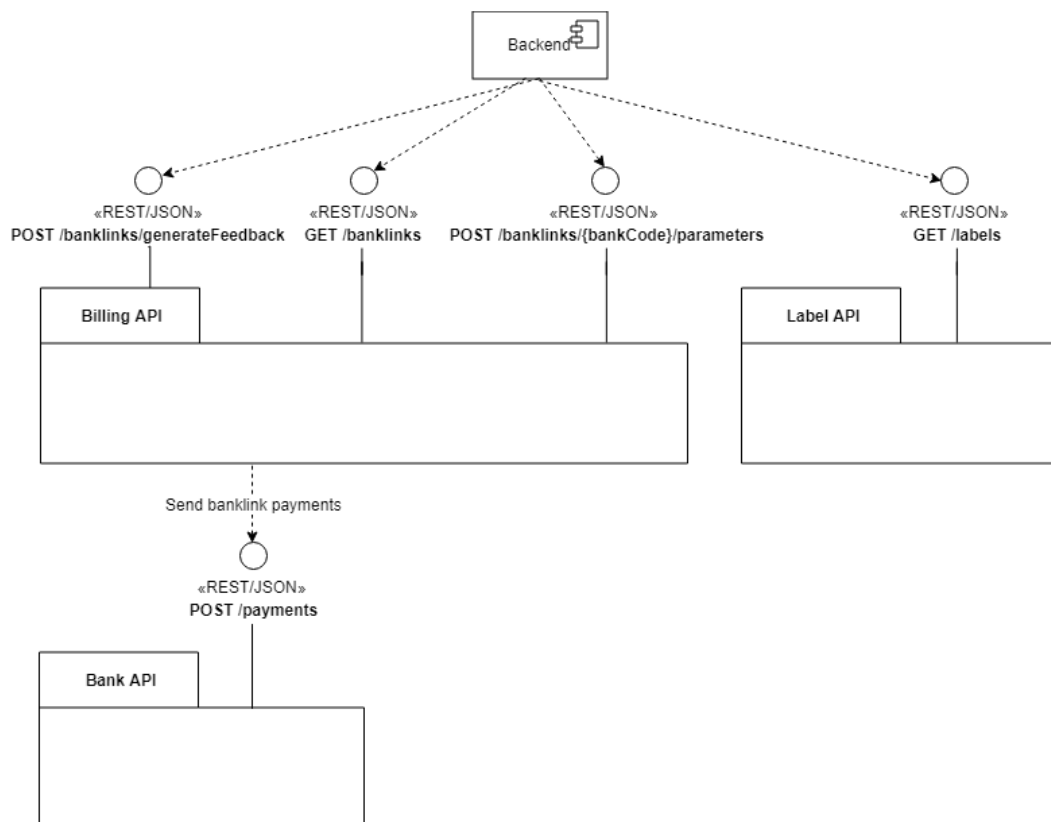 Backend
«REST/JSON»
POST /banklinks/generateFeedback
«REST/JSON»
GET /banklinks
«REST/JSON»
POST /banklinks/{bankCode}/parameters
«REST/JSON»
GET /labels
Billing API
Label API
Send banklink payments
«REST/JSON»
POST /payments
Bank API